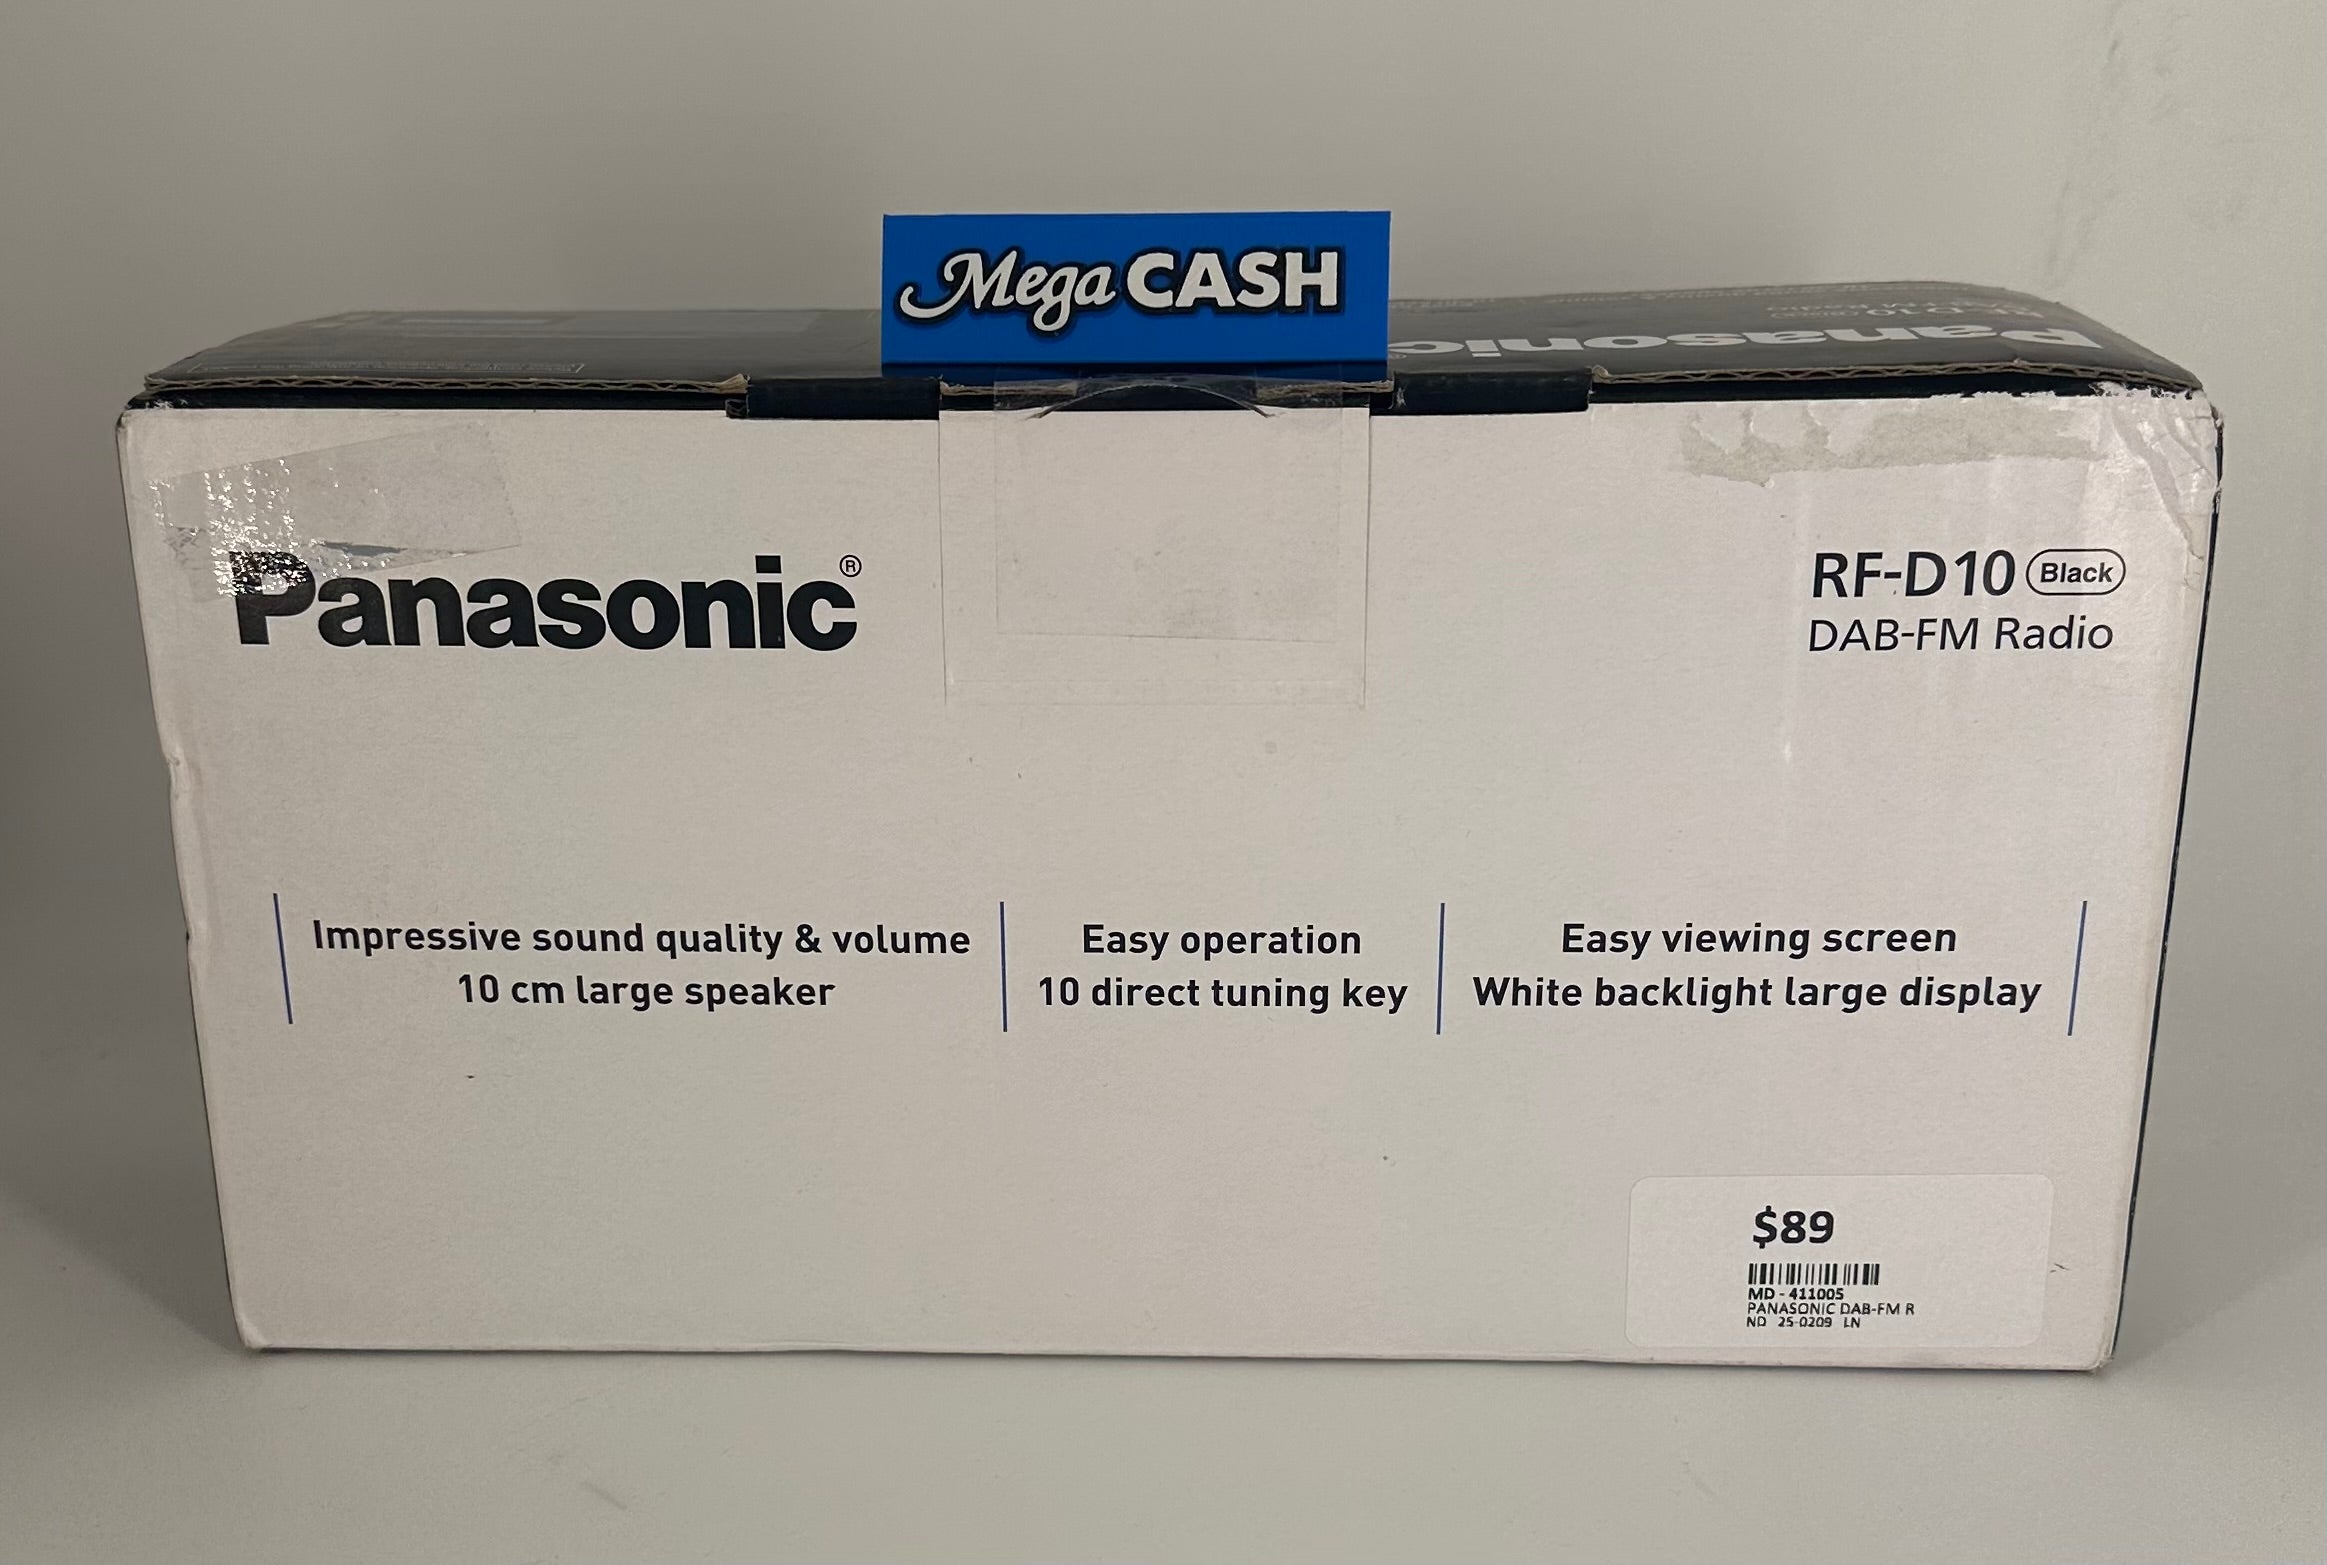 Mega CASH
Panasonic
Panasonic®
RF-D10 Black
DAB-FM Radio
Impressive sound quality & volume
10 cm large speaker
Easy operation
10 direct tuning key
Easy viewing screen
White backlight large display
$89
MD - 411005
PANASONIC DAB-FM R
ND 25-0209 LN